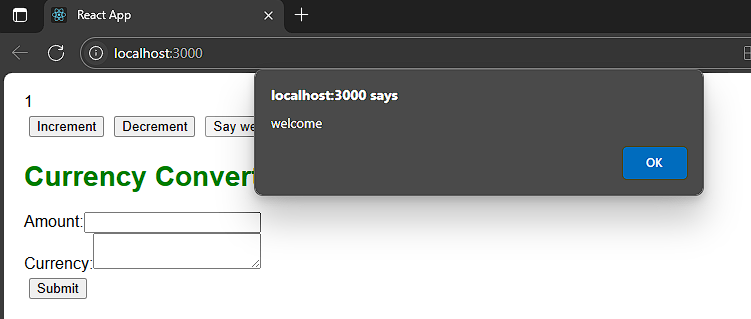 React App
localhost:3000
localhost:3000 says
welcome
OK
1
Increment Decrement Say we
Currency Convert
Amount:
Currency:
Submit